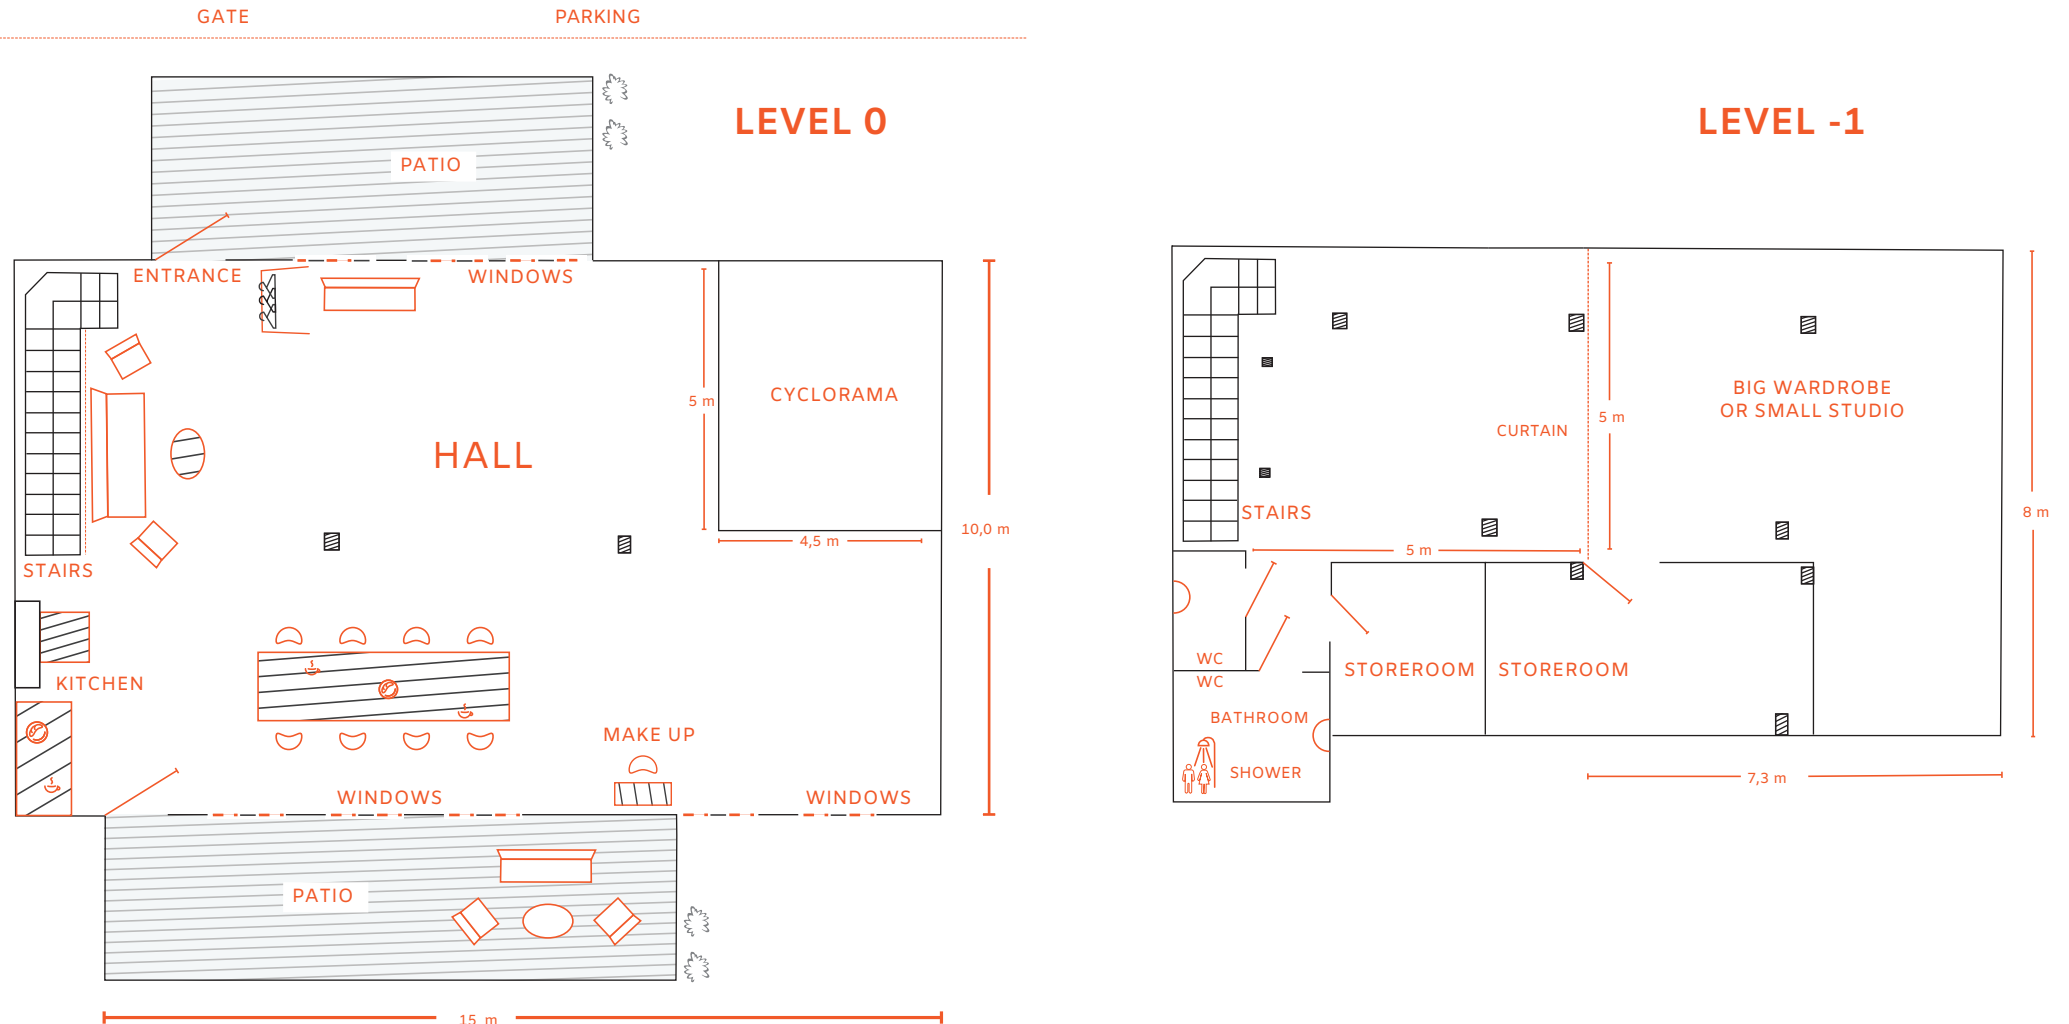 GATE
PARKING
LEVEL 0
PATIO
ENTRANCE
WINDOWS
5 m
CYCLORAMA
HALL
4,5 m
10,0 m
STAIRS
KITCHEN
MAKE UP
WINDOWS
WINDOWS
PATIO
15 m
LEVEL -1
BIG WARDROBE
OR SMALL STUDIO
CURTAIN
5 m
STAIRS
8 m
5 m
WC
WC
STOREROOM
STOREROOM
BATHROOM
SHOWER
7,3 m